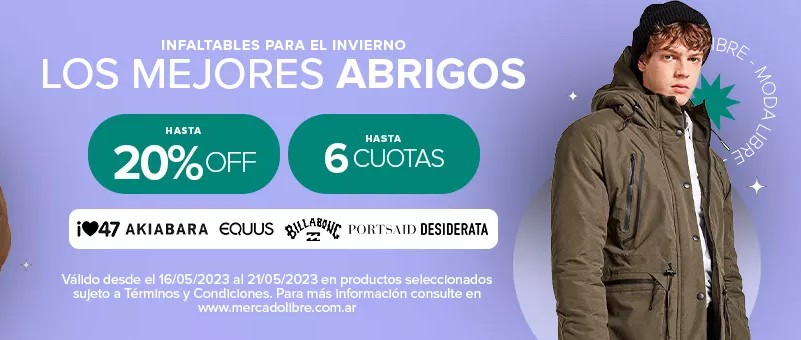 INFALTABLES PARA EL INVIERNO
LOS MEJORES ABRIGOS
HASTA
20% OFF
HASTA
6 CUOTAS
i♥47 AKIABARA EQUUS BILLABONG PORTSAID DESIDERATA
Válido desde el 16/05/2023 al 21/05/2023 en productos seleccionados
sujeto a Términos y Condiciones. Para más información consulte en
www.mercadolibre.com.ar
IBRE - MODA LIBRE -